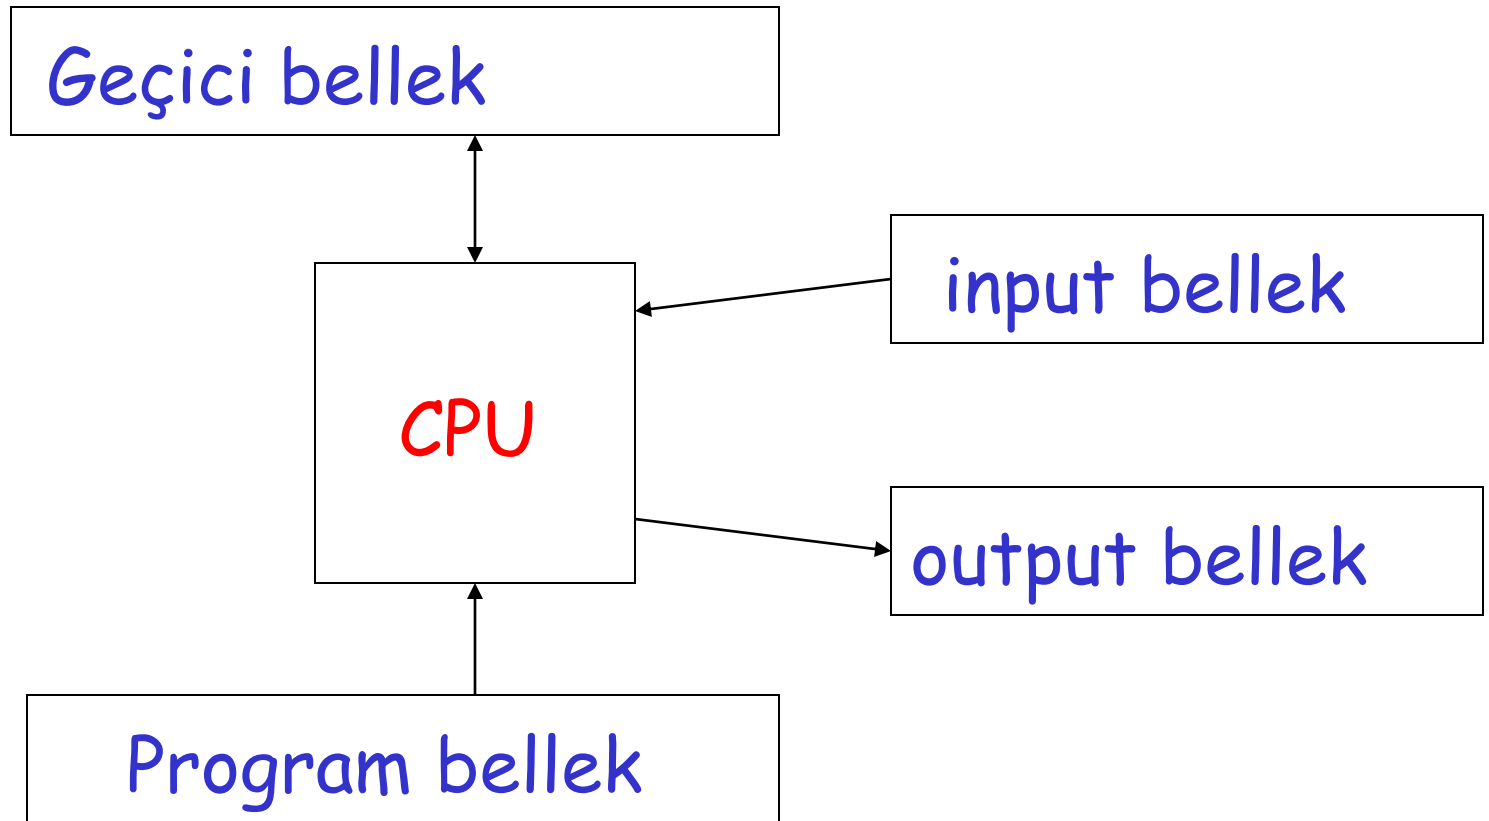 Geçici bellek
input bellek
CPU
output bellek
Program bellek